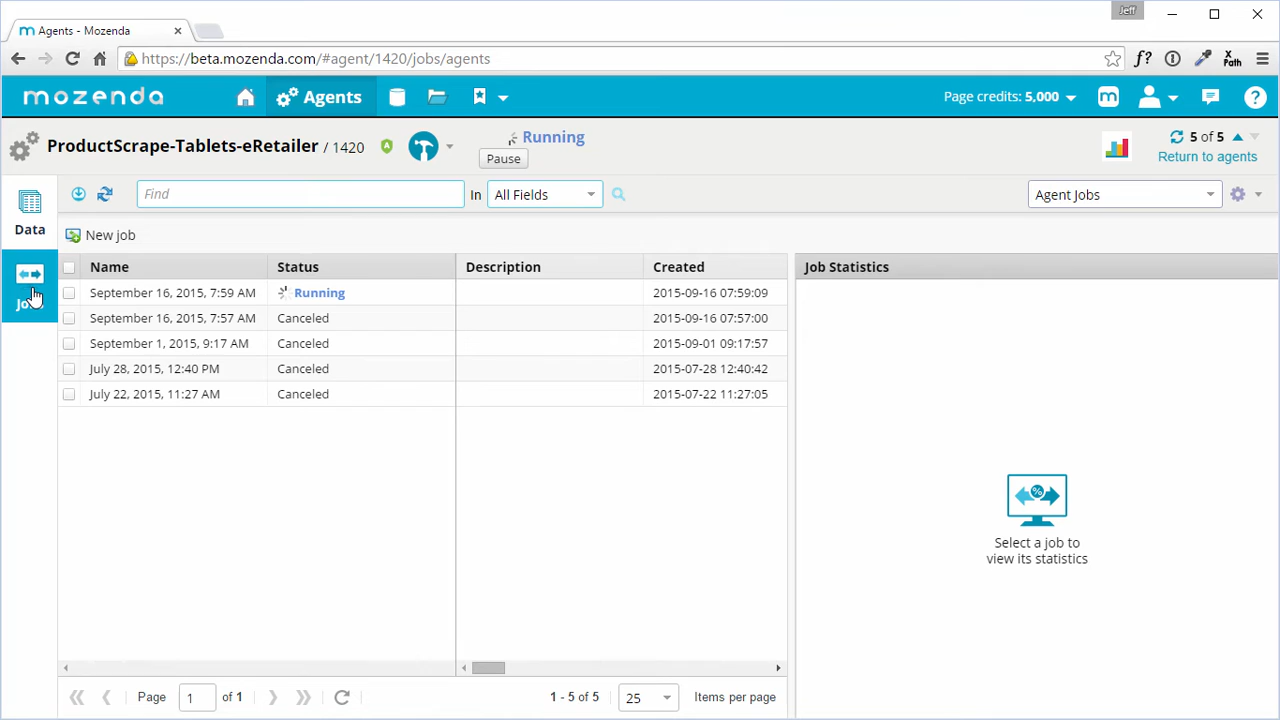 Jeff
Agents - Mozenda
https://beta.mozenda.com/#agent/1420/jobs/agents
f?
X Path
mozenda
Agents
Page credits: 5,000
ProductScrape-Tablets-eRetailer / 1420
A
Running
Pause
5 of 5
Return to agents
Find
In
All Fields
Agent Jobs
Data
New job
Name
Status
Description
Created
Job Statistics
September 16, 2015, 7:59 AM
Running
2015-09-16 07:59:09
September 16, 2015, 7:57 AM
Canceled
2015-09-16 07:57:00
September 1, 2015, 9:17 AM
Canceled
2015-09-01 09:17:57
July 28, 2015, 12:40 PM
Canceled
2015-07-28 12:40:42
July 22, 2015, 11:27 AM
Canceled
2015-07-22 11:27:05
Select a job to
view its statistics
Page
1
of 1
1 - 5 of 5
25
Items per page